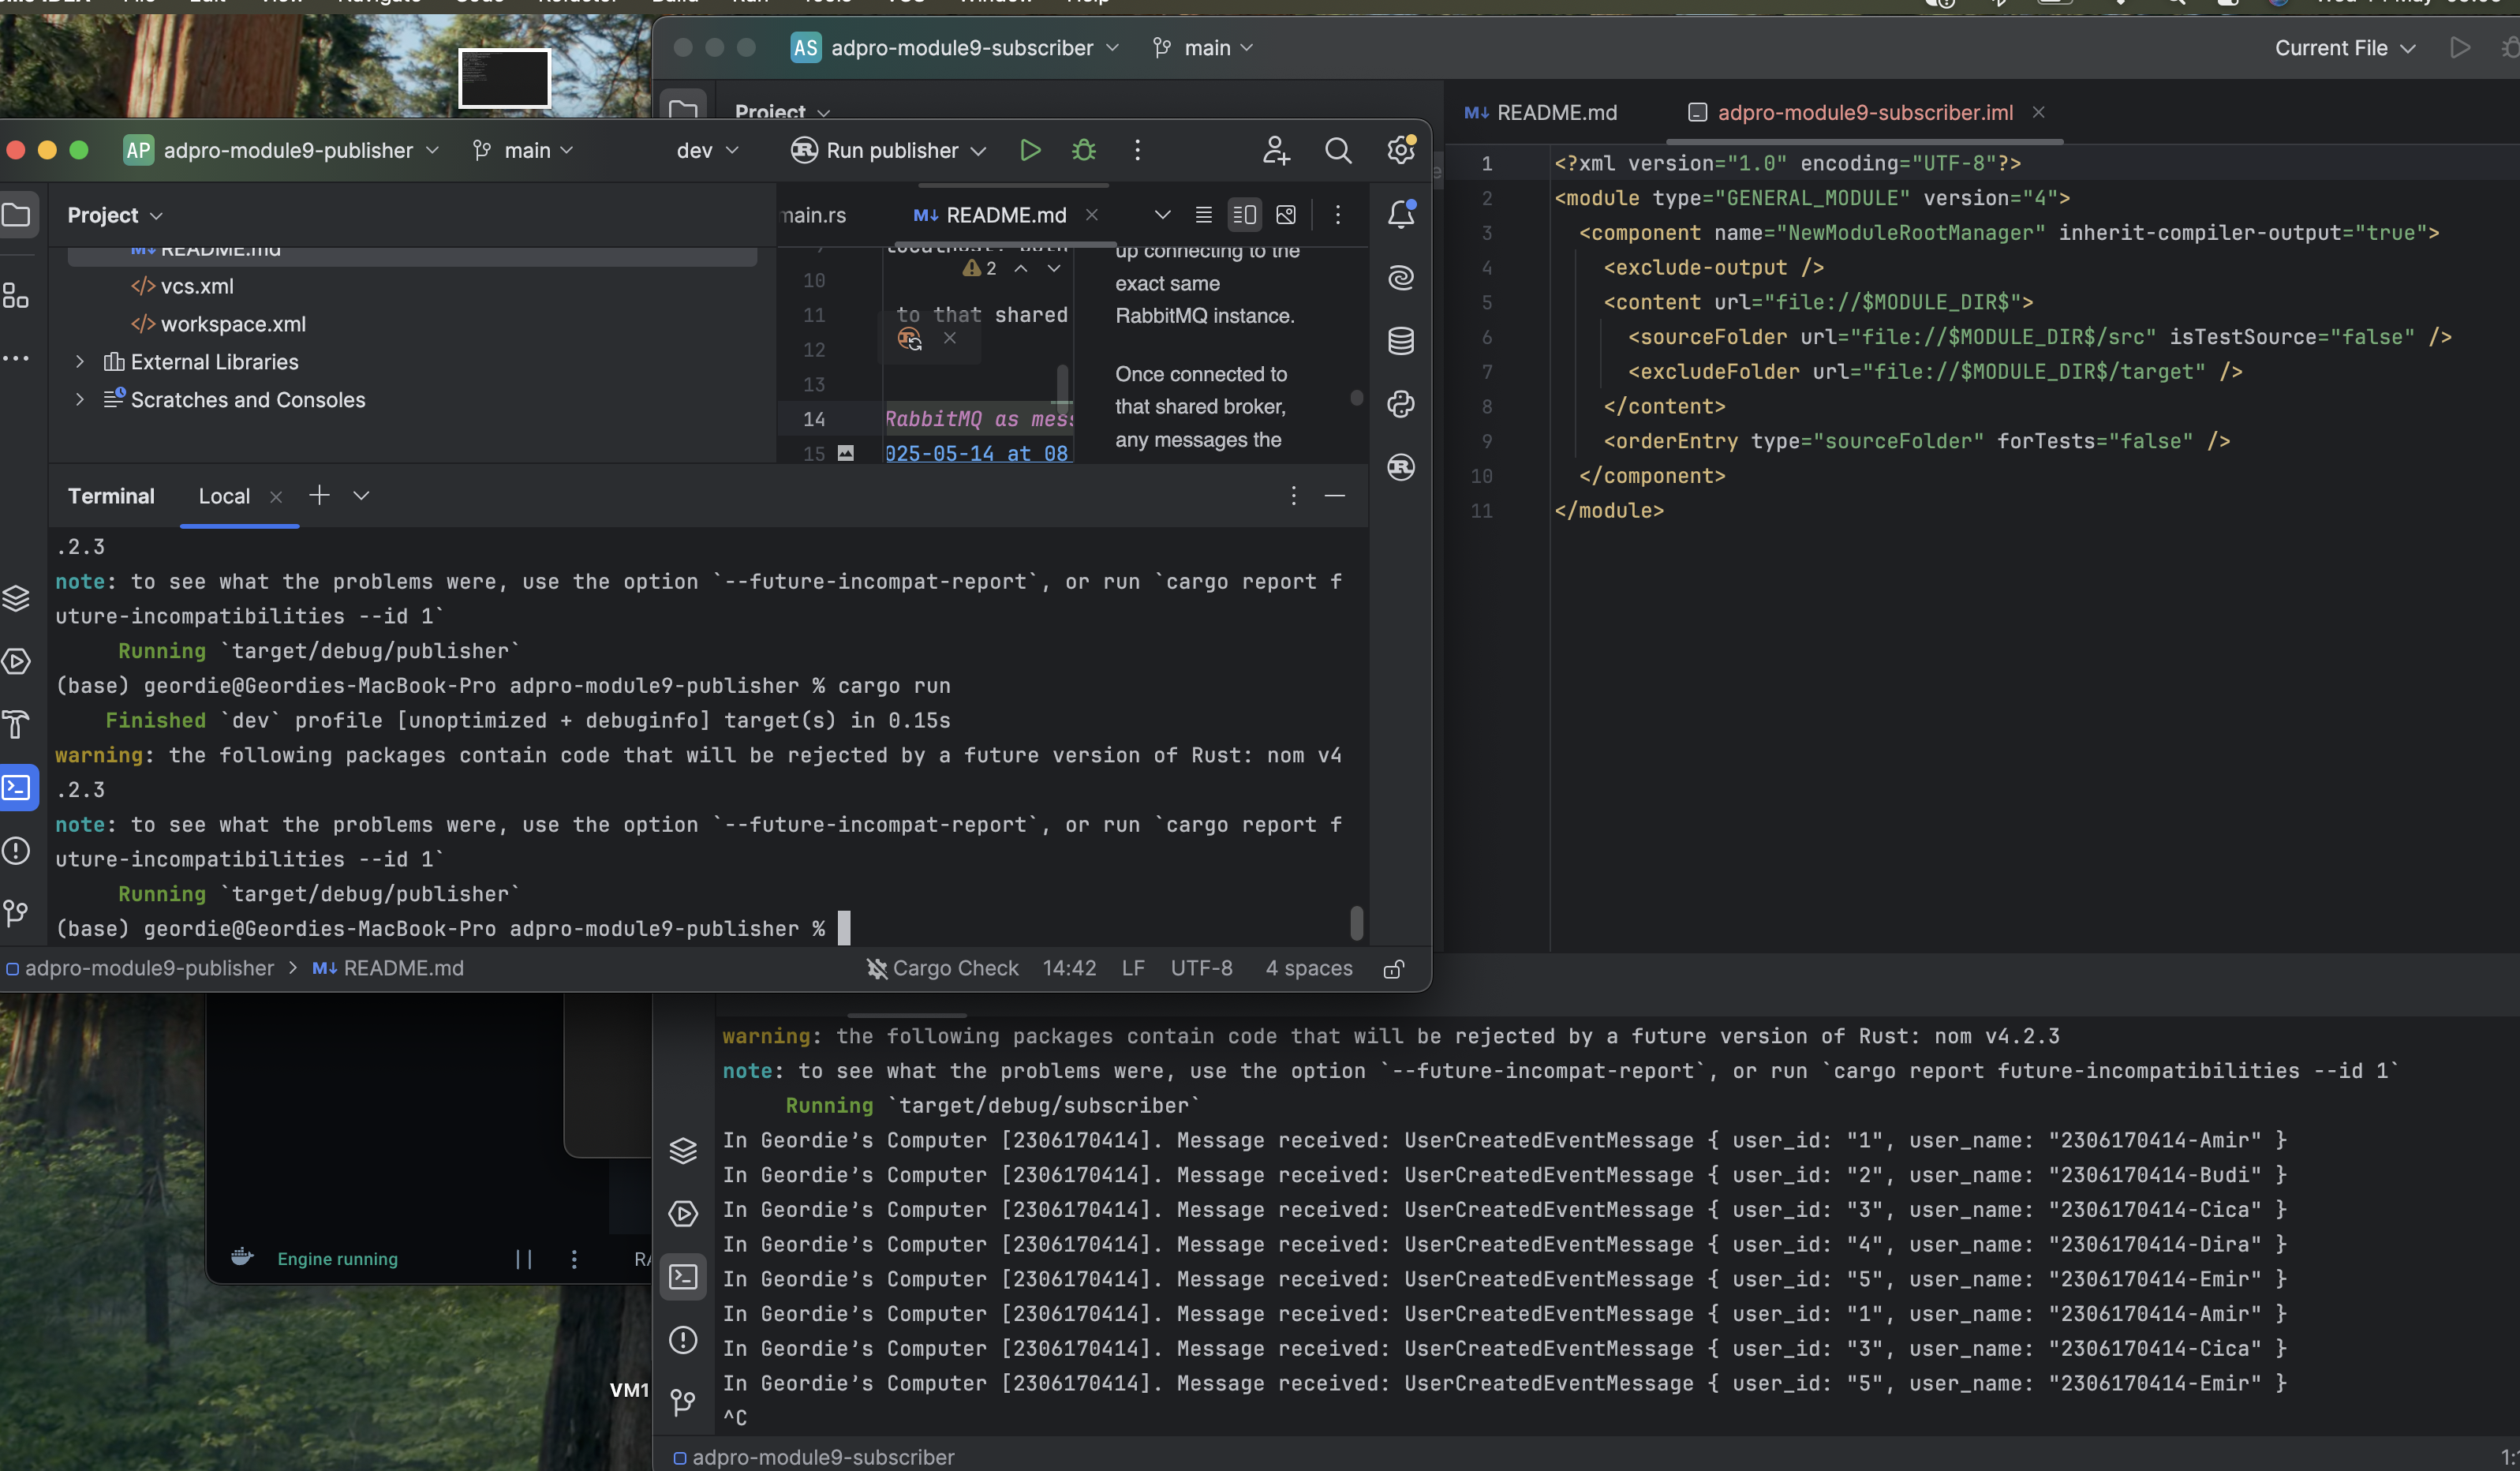 AS adpro-module9-subscriber main Current File
Project
README.md adpro-module9-subscriber.iml
AP adpro-module9-publisher main dev Run publisher
Project
main.rs README.md
README.md
vcs.xml
workspace.xml
External Libraries
Scratches and Consoles
2
10
11 to that shared
12
13
14 RabbitMQ as mess
15 025-05-14 at 08
up connecting to the
exact same
RabbitMQ instance.
Once connected to
that shared broker,
any messages the
1 <?xml version="1.0" encoding="UTF-8"?>
2 <module type="GENERAL_MODULE" version="4">
3 <component name="NewModuleRootManager" inherit-compiler-output="true">
4 <exclude-output />
5 <content url="file://$MODULE_DIR$">
6 <sourceFolder url="file://$MODULE_DIR$/src" isTestSource="false" />
7 <excludeFolder url="file://$MODULE_DIR$/target" />
8 </content>
9 <orderEntry type="sourceFolder" forTests="false" />
10 </component>
11 </module>
Terminal Local
.2.3
note: to see what the problems were, use the option `--future-incompat-report`, or run `cargo report f
uture-incompatibilities --id 1`
Running `target/debug/publisher`
(base) geordie@Geordies-MacBook-Pro adpro-module9-publisher % cargo run
Finished `dev` profile [unoptimized + debuginfo] target(s) in 0.15s
warning: the following packages contain code that will be rejected by a future version of Rust: nom v4
.2.3
note: to see what the problems were, use the option `--future-incompat-report`, or run `cargo report f
uture-incompatibilities --id 1`
Running `target/debug/publisher`
(base) geordie@Geordies-MacBook-Pro adpro-module9-publisher %
adpro-module9-publisher > README.md Cargo Check 14:42 LF UTF-8 4 spaces
warning: the following packages contain code that will be rejected by a future version of Rust: nom v4.2.3
note: to see what the problems were, use the option `--future-incompat-report`, or run `cargo report future-incompatibilities --id 1`
Running `target/debug/subscriber`
In Geordie’s Computer [2306170414]. Message received: UserCreatedEventMessage { user_id: "1", user_name: "2306170414-Amir" }
In Geordie’s Computer [2306170414]. Message received: UserCreatedEventMessage { user_id: "2", user_name: "2306170414-Budi" }
In Geordie’s Computer [2306170414]. Message received: UserCreatedEventMessage { user_id: "3", user_name: "2306170414-Cica" }
In Geordie’s Computer [2306170414]. Message received: UserCreatedEventMessage { user_id: "4", user_name: "2306170414-Dira" }
In Geordie’s Computer [2306170414]. Message received: UserCreatedEventMessage { user_id: "5", user_name: "2306170414-Emir" }
In Geordie’s Computer [2306170414]. Message received: UserCreatedEventMessage { user_id: "1", user_name: "2306170414-Amir" }
In Geordie’s Computer [2306170414]. Message received: UserCreatedEventMessage { user_id: "3", user_name: "2306170414-Cica" }
In Geordie’s Computer [2306170414]. Message received: UserCreatedEventMessage { user_id: "5", user_name: "2306170414-Emir" }
^C
Engine running
VM1
adpro-module9-subscriber